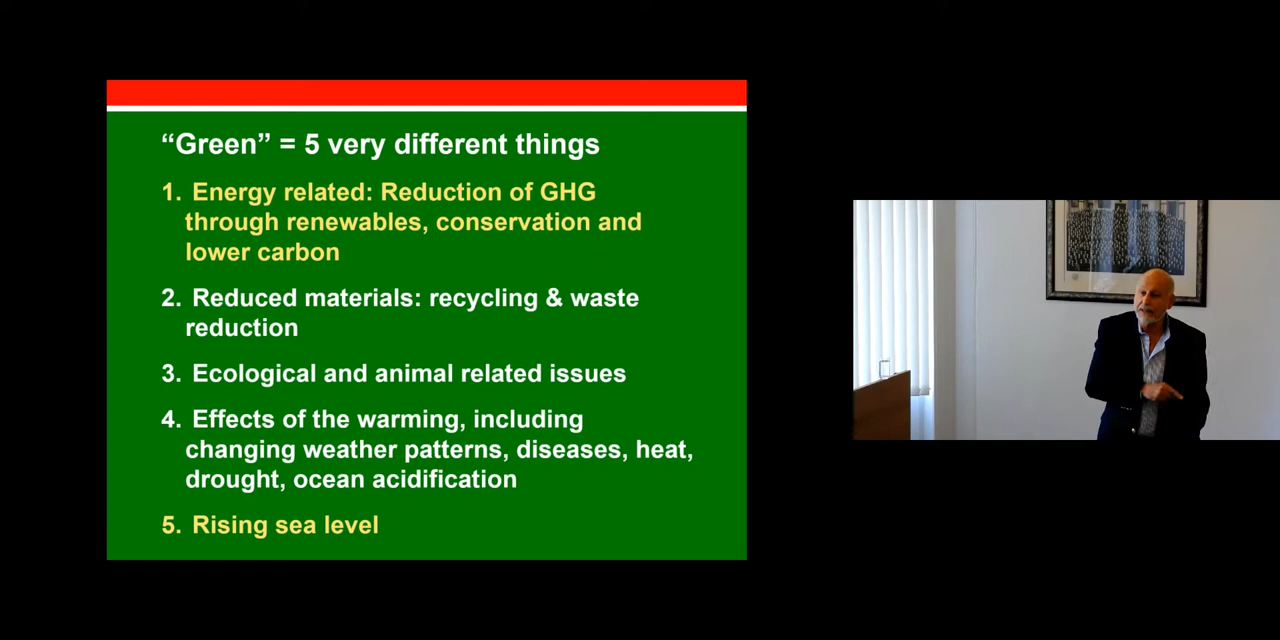 “Green” = 5 very different things
1. Energy related: Reduction of GHG
through renewables, conservation and
lower carbon
2. Reduced materials: recycling & waste
reduction
3. Ecological and animal related issues
4. Effects of the warming, including
changing weather patterns, diseases, heat,
drought, ocean acidification
5. Rising sea level